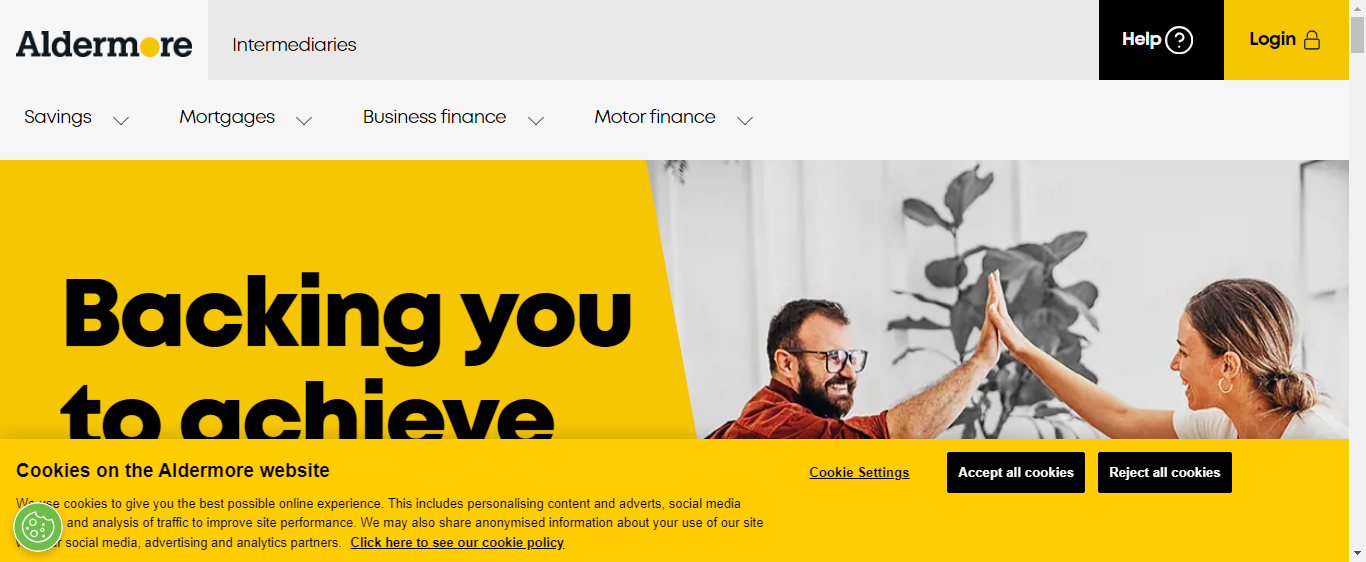 Aldermore
Intermediaries
Help
Login
Savings
Mortgages
Business finance
Motor finance
Backing you
to achieve
Cookies on the Aldermore website
We use cookies to give you the best possible online experience. This includes personalising content and adverts, social media
and analysis of traffic to improve site performance. We may also share anonymised information about your use of our site
social media, advertising and analytics partners. Click here to see our cookie policy
Cookie Settings
Accept all cookies
Reject all cookies